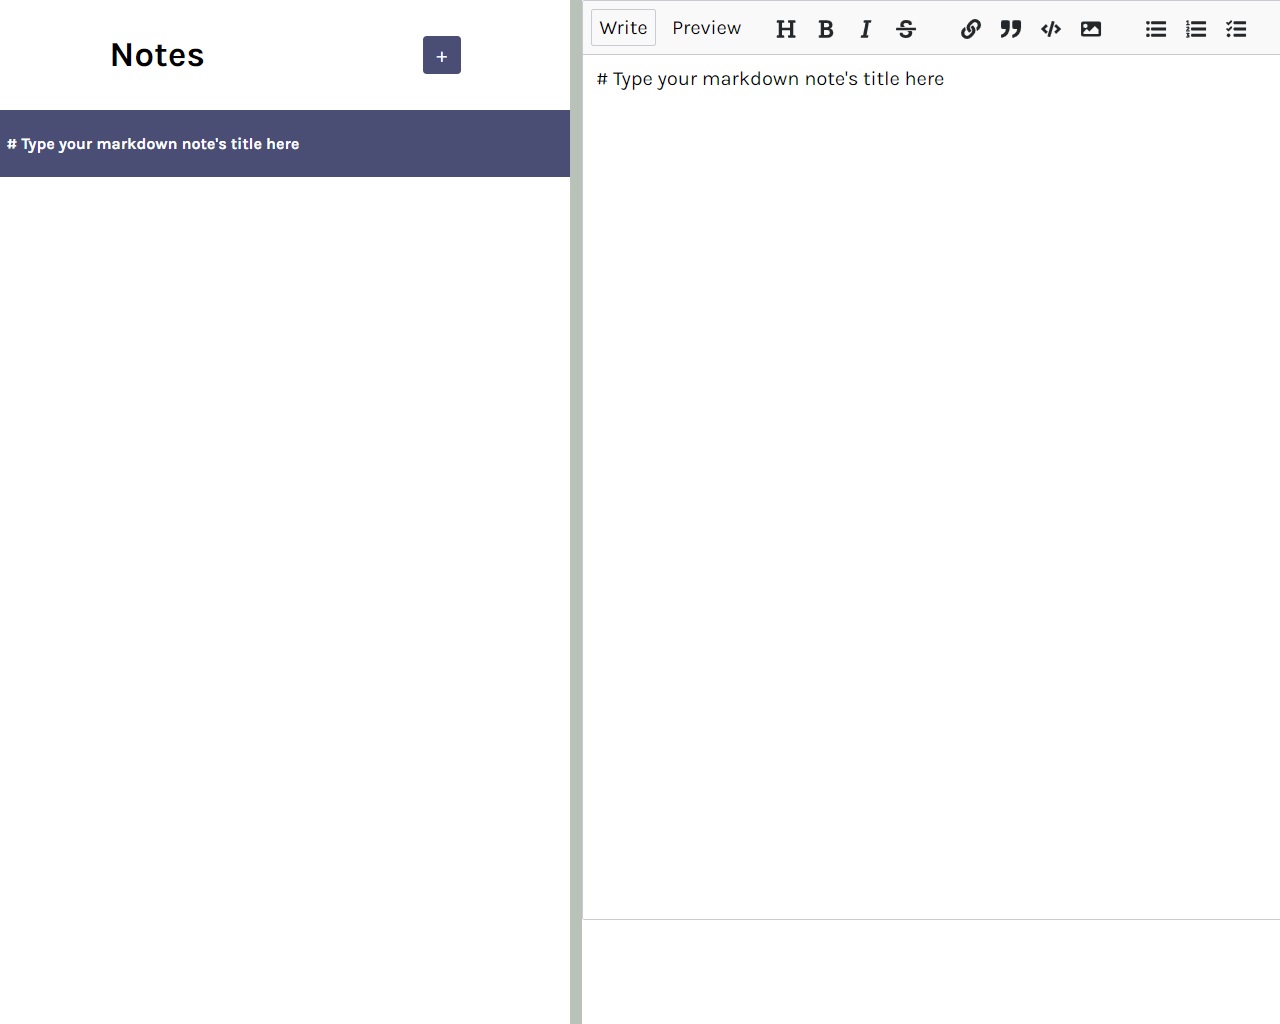 Notes
+
# Type your markdown note's title here
Write Preview
# Type your markdown note's title here